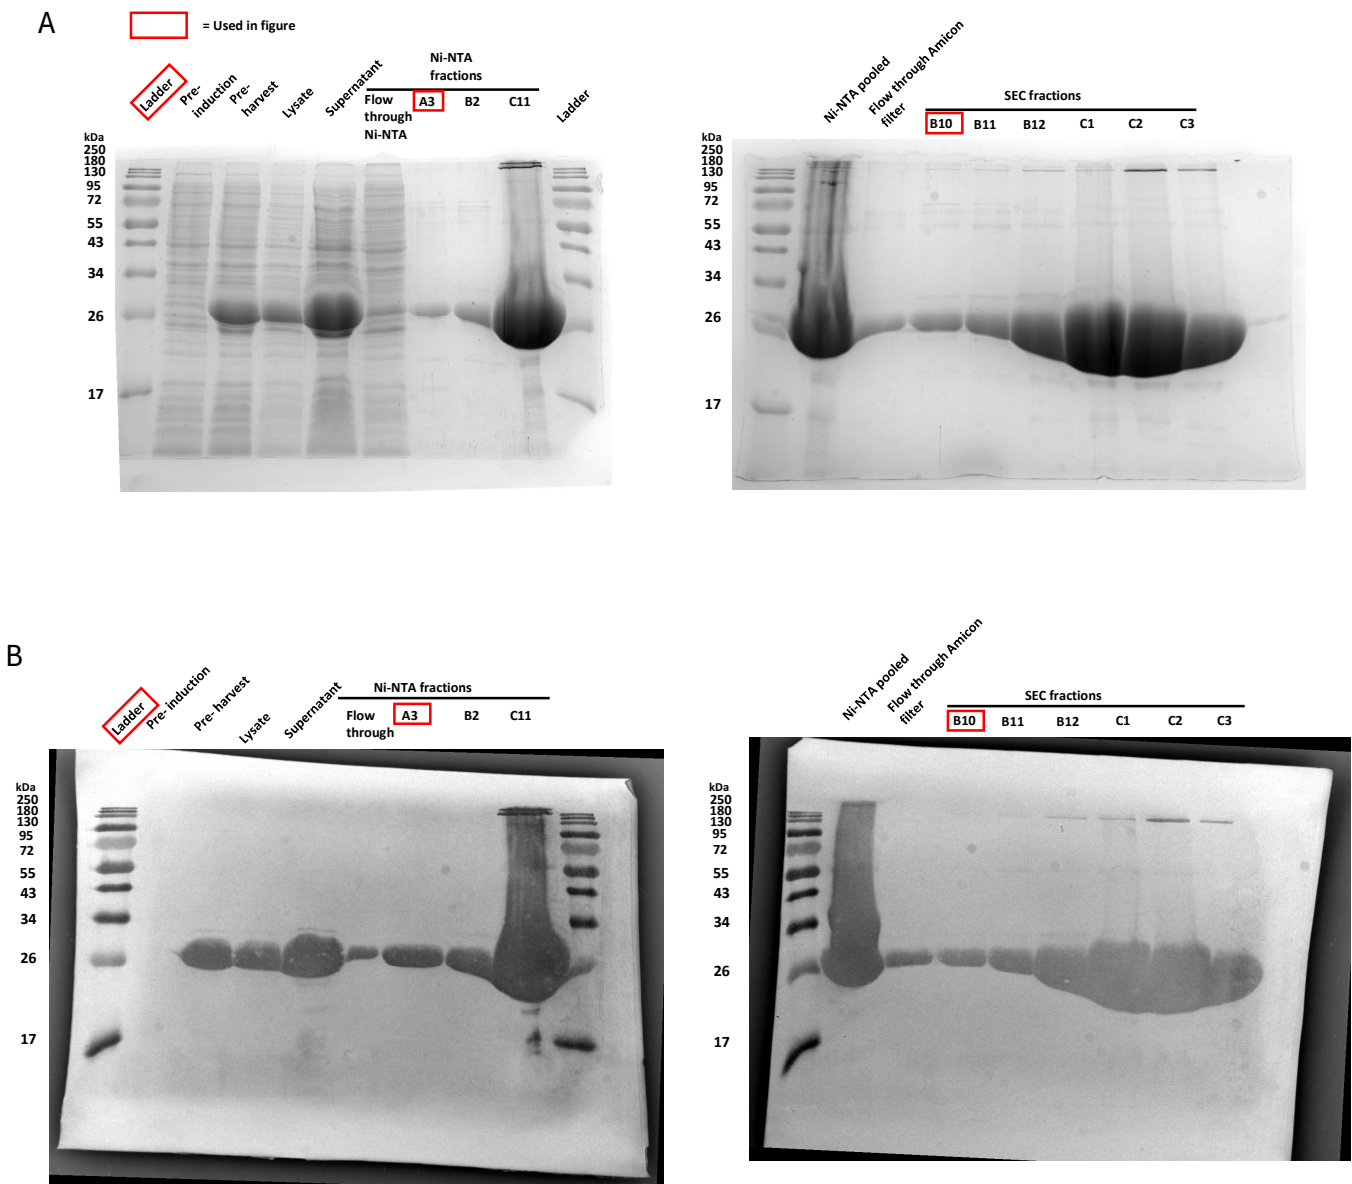 A
= Used in figure
Ladder
Pre-
induction
Pre-
harvest
Lysate
Supernatant
Ni-NTA
fractions
Flow
through
Ni-NTA
A3
B2
C11
Ladder
kDa
250
180
130
95
72
55
43
34
26
17
Ni-NTA pooled
Flow through Amicon
filter
SEC fractions
B10
B11
B12
C1
C2
C3
kDa
250
180
130
95
72
55
43
34
26
17
B
Ladder
Pre- induction
Pre- harvest
Lysate
Supernatant
Ni-NTA fractions
Flow
through
A3
B2
C11
kDa
250
180
130
95
72
55
43
34
26
17
Ni-NTA pooled
Flow through Amicon
filter
SEC fractions
B10
B11
B12
C1
C2
C3
kDa
250
180
130
95
72
55
43
34
26
17